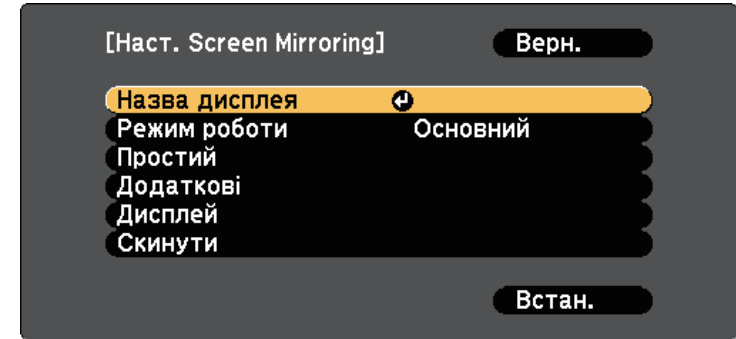 [Наст. Screen Mirroring] Верн.
Назва дисплея
Режим роботи Основний
Простий
Додаткові
Дисплей
Скинути
Встан.